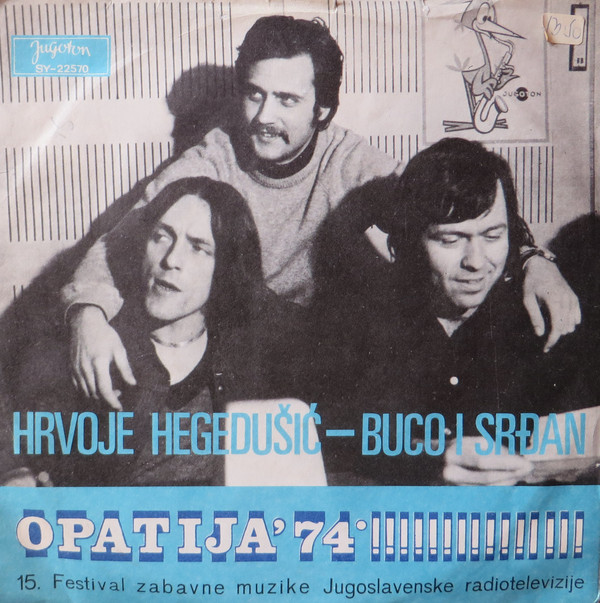 Jugoton
SY-22570
JUGOTON
HRVOJE HEGEDUŠIĆ – BUCO I SRĐAN
OPATIJA’ 74°!!!!!!!!!!!!!!!
15. Festival zabavne muzike Jugoslavenske radiotelevizije